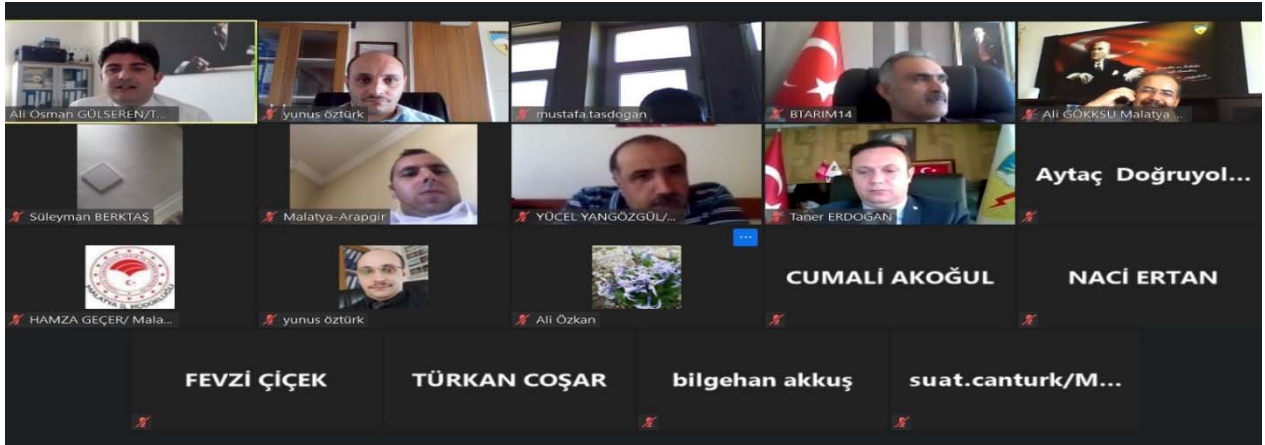 Ali Osman GÜLSEREN/T...
yunus öztürk
mustafa.tasdogan
BTARIM14
Ali GÖKKSU Malatya ...
Süleyman BERKTAŞ
Malatya-Arapgir
YÜCEL YANGÖZGÜL/...
Taner ERDOĞAN
Aytaç Doğruyol...
MALATYA İL MÜDÜRLÜĞÜ
HAMZA GEÇER/ Mala...
yunus öztürk
Ali Özkan
CUMALİ AKOĞUL
NACİ ERTAN
FEVZİ ÇİÇEK
TÜRKAN COŞAR
bilgehan akkuş
suat.canturk/M...